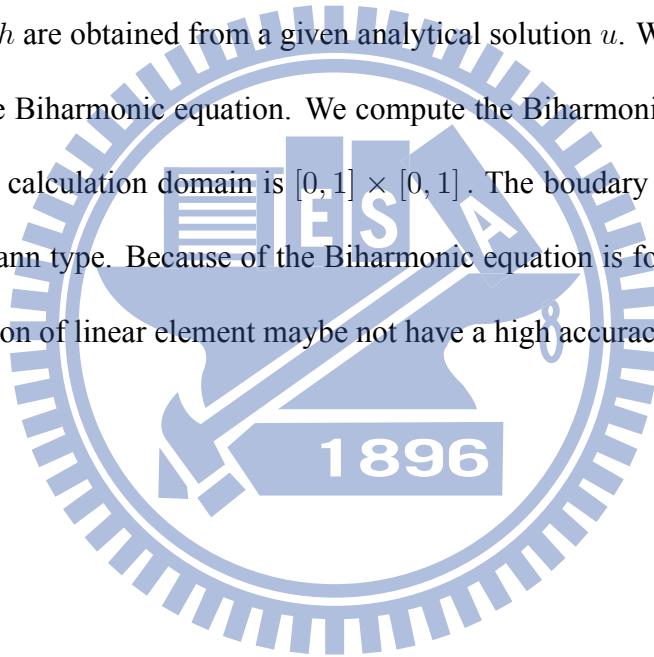 h are obtained from a given analytical solution u. W
e Biharmonic equation. We compute the Biharmoni
calculation domain is [0, 1] × [0, 1] . The boudary
ann type. Because of the Biharmonic equation is fo
on of linear element maybe not have a high accurac
E S A
8
1896